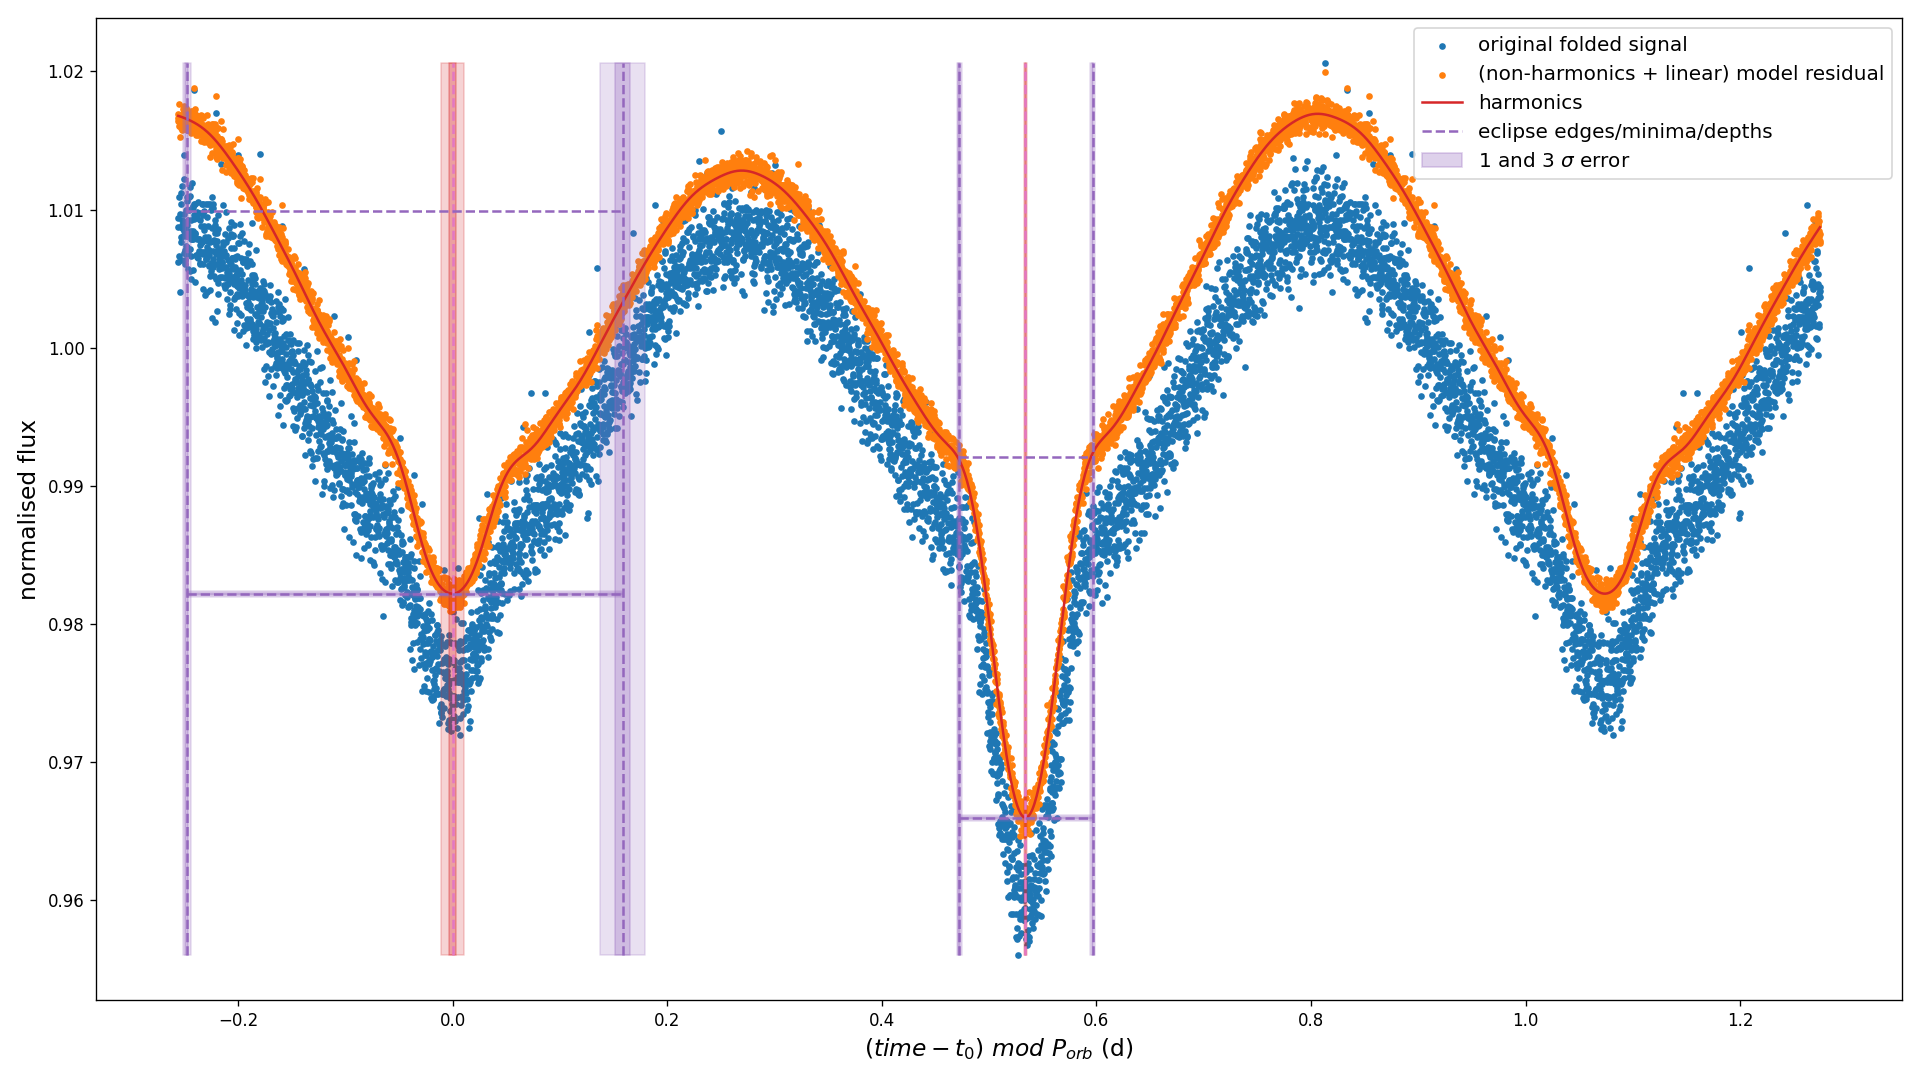 original folded signal
(non-harmonics + linear) model residual
harmonics
eclipse edges/minima/depths
1 and 3 σ error
normalised flux
1.02
1.01
1.00
0.99
0.98
0.97
0.96
−0.2 0.0 0.2 0.4 0.6 0.8 1.0 1.2
(time − t₀) mod Pₒᵣb (d)